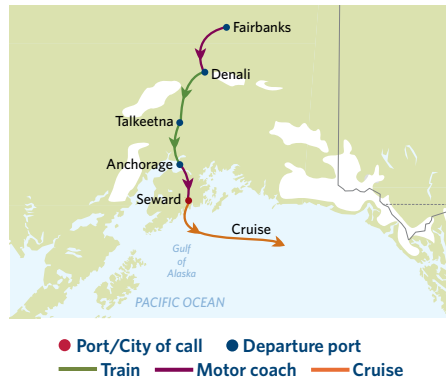 Fairbanks
Denali
Talkeetna
Anchorage
Seward
Cruise
Gulf
of
Alaska
PACIFIC OCEAN
Port/City of call Departure port
Train Motor coach Cruise